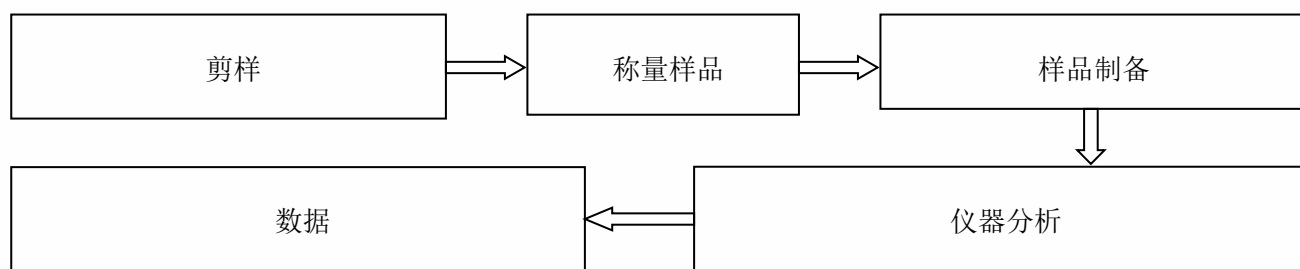 剪样
称量样品
样品制备
仪器分析
数据